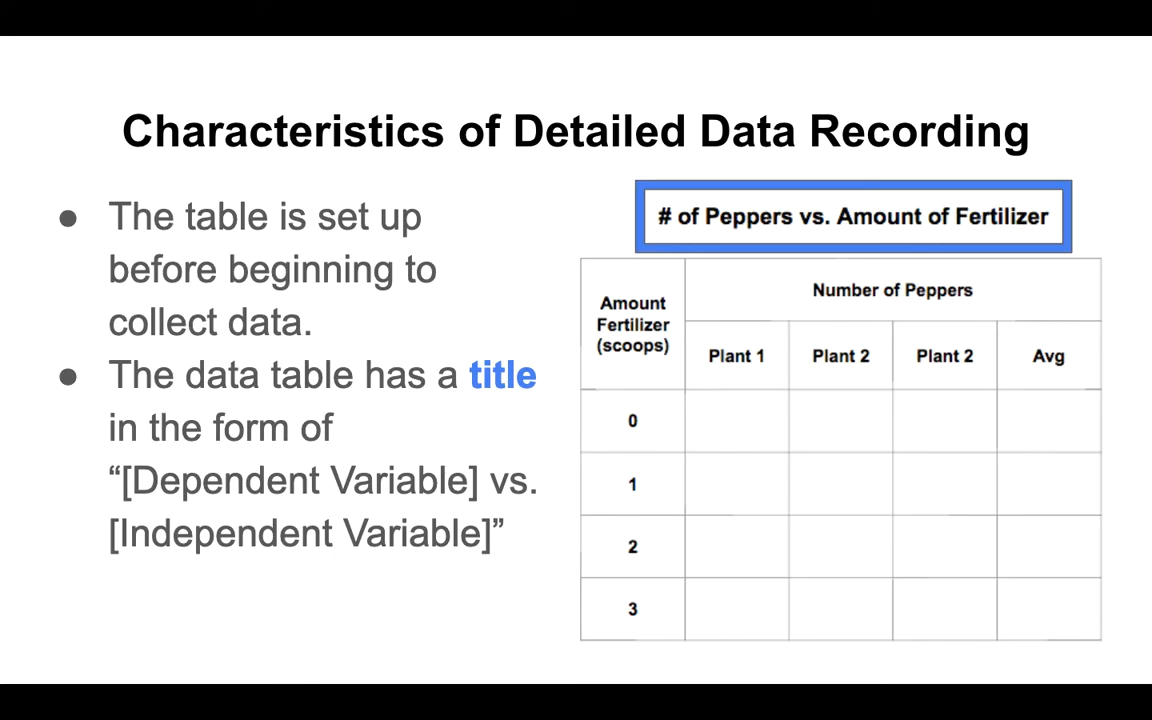 Characteristics of Detailed Data Recording
● The table is set up
before beginning to
collect data.
● The data table has a title
in the form of
“[Dependent Variable] vs.
[Independent Variable]”
# of Peppers vs. Amount of Fertilizer
Amount
Fertilizer
(scoops)
Number of Peppers
Plant 1 Plant 2 Plant 2 Avg
0
1
2
3